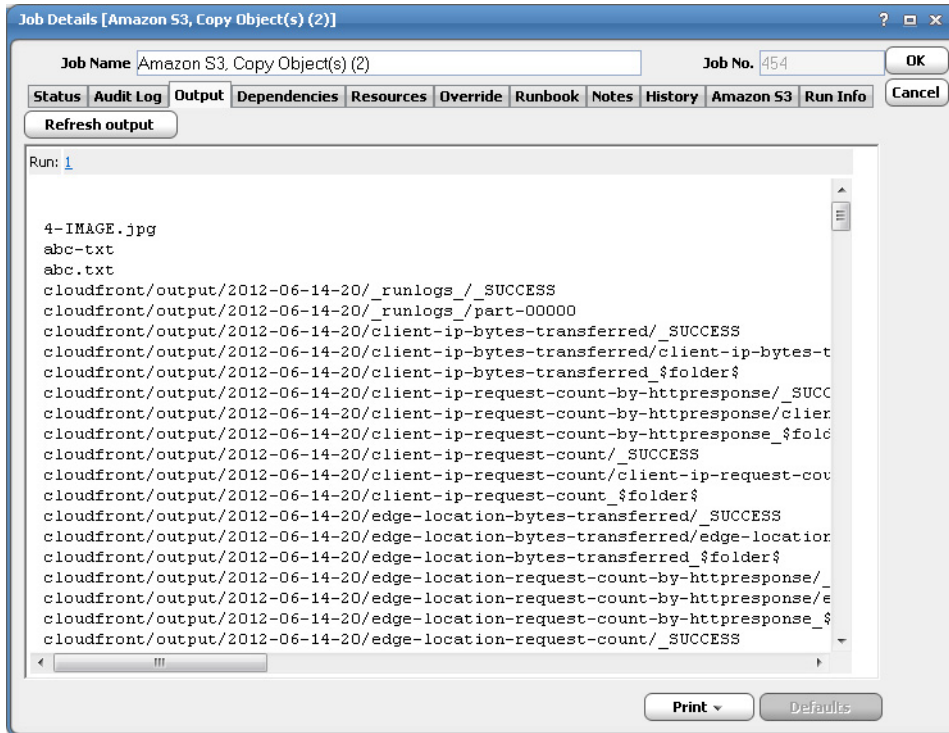 Job Details [Amazon S3, Copy Object(s) (2)]
Job Name Amazon S3, Copy Object(s) (2) Job No. 454 OK
Status Audit Log Output Dependencies Resources Override Runbook Notes History Amazon S3 Run Info Cancel
Refresh output
Run: 1
4-IMAGE.jpg
abc-txt
abc.txt
cloudfront/output/2012-06-14-20/_runlogs_/_SUCCESS
cloudfront/output/2012-06-14-20/_runlogs_/part-00000
cloudfront/output/2012-06-14-20/client-ip-bytes-transferred/_SUCCESS
cloudfront/output/2012-06-14-20/client-ip-bytes-transferred/client-ip-bytes-t
cloudfront/output/2012-06-14-20/client-ip-bytes-transferred_$folder$
cloudfront/output/2012-06-14-20/client-ip-request-count-by-httpresponse/_SUCC
cloudfront/output/2012-06-14-20/client-ip-request-count-by-httpresponse/clien
cloudfront/output/2012-06-14-20/client-ip-request-count-by-httpresponse_$fold
cloudfront/output/2012-06-14-20/client-ip-request-count/_SUCCESS
cloudfront/output/2012-06-14-20/client-ip-request-count/client-ip-request-cou
cloudfront/output/2012-06-14-20/client-ip-request-count_$folder$
cloudfront/output/2012-06-14-20/edge-location-bytes-transferred/_SUCCESS
cloudfront/output/2012-06-14-20/edge-location-bytes-transferred/edge-location
cloudfront/output/2012-06-14-20/edge-location-bytes-transferred_$folder$
cloudfront/output/2012-06-14-20/edge-location-request-count-by-httpresponse/_
cloudfront/output/2012-06-14-20/edge-location-request-count-by-httpresponse/e
cloudfront/output/2012-06-14-20/edge-location-request-count-by-httpresponse_$
cloudfront/output/2012-06-14-20/edge-location-request-count/_SUCCESS
Print Defaults